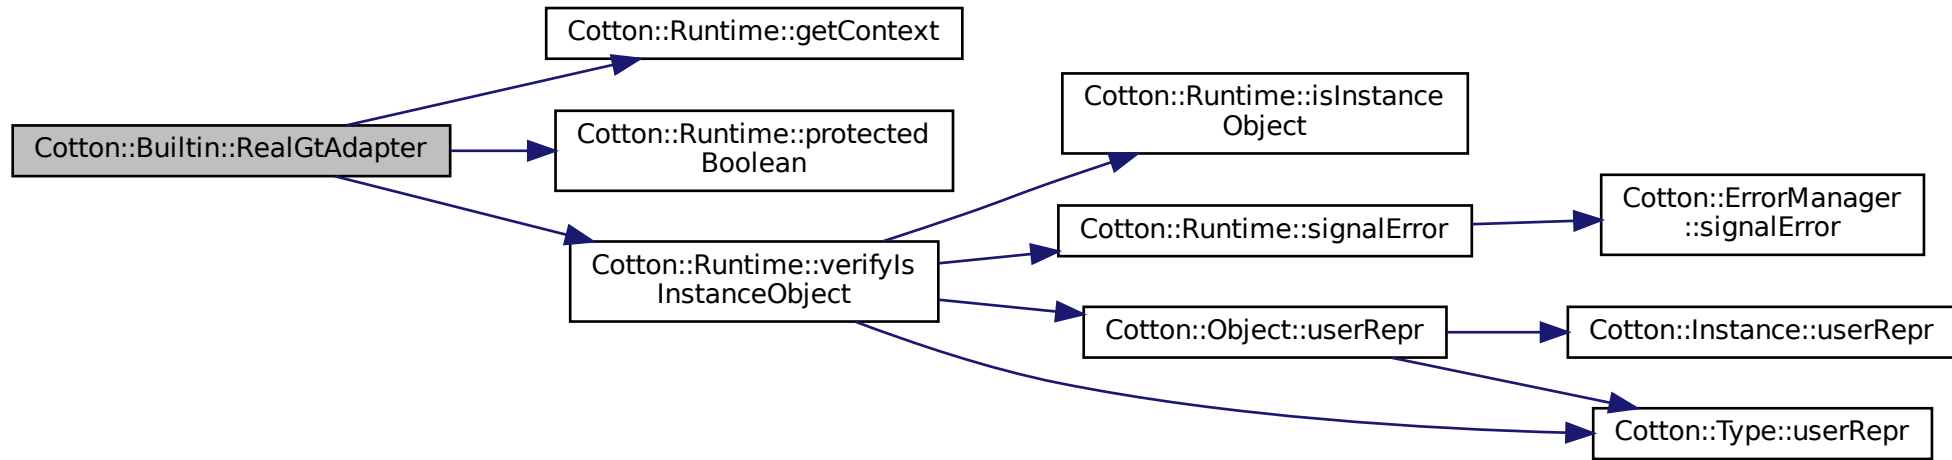 Cotton::Runtime::getContext
Cotton::Builtin::RealGtAdapter
Cotton::Runtime::protected
Boolean
Cotton::Runtime::verifyIs
InstanceObject
Cotton::Runtime::isInstance
Object
Cotton::Runtime::signalError
Cotton::Object::userRepr
Cotton::ErrorManager
::signalError
Cotton::Instance::userRepr
Cotton::Type::userRepr